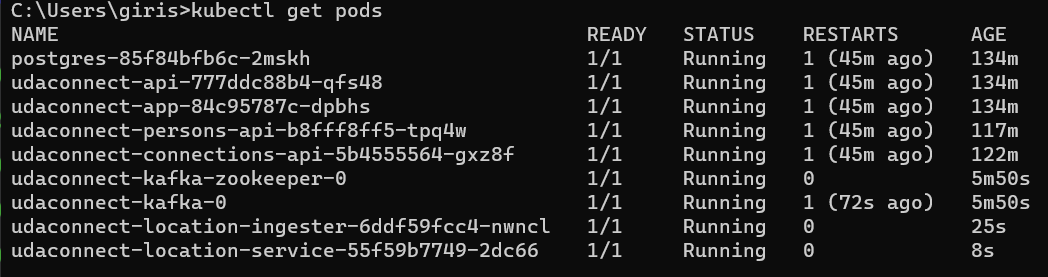 C:\Users\giris>kubectl get pods
NAME READY STATUS RESTARTS AGE
postgres-85f84bfb6c-2mskh 1/1 Running 1 (45m ago) 134m
udaconnect-api-777ddc88b4-qfs48 1/1 Running 1 (45m ago) 134m
udaconnect-app-84c95787c-dpbhs 1/1 Running 1 (45m ago) 134m
udaconnect-persons-api-b8fff8ff5-tpq4w 1/1 Running 1 (45m ago) 117m
udaconnect-connections-api-5b4555564-gxz8f 1/1 Running 1 (45m ago) 122m
udaconnect-kafka-zookeeper-0 1/1 Running 0 5m50s
udaconnect-kafka-0 1/1 Running 1 (72s ago) 5m50s
udaconnect-location-ingester-6ddf59fcc4-nwncl 1/1 Running 0 25s
udaconnect-location-service-55f59b7749-2dc66 1/1 Running 0 8s